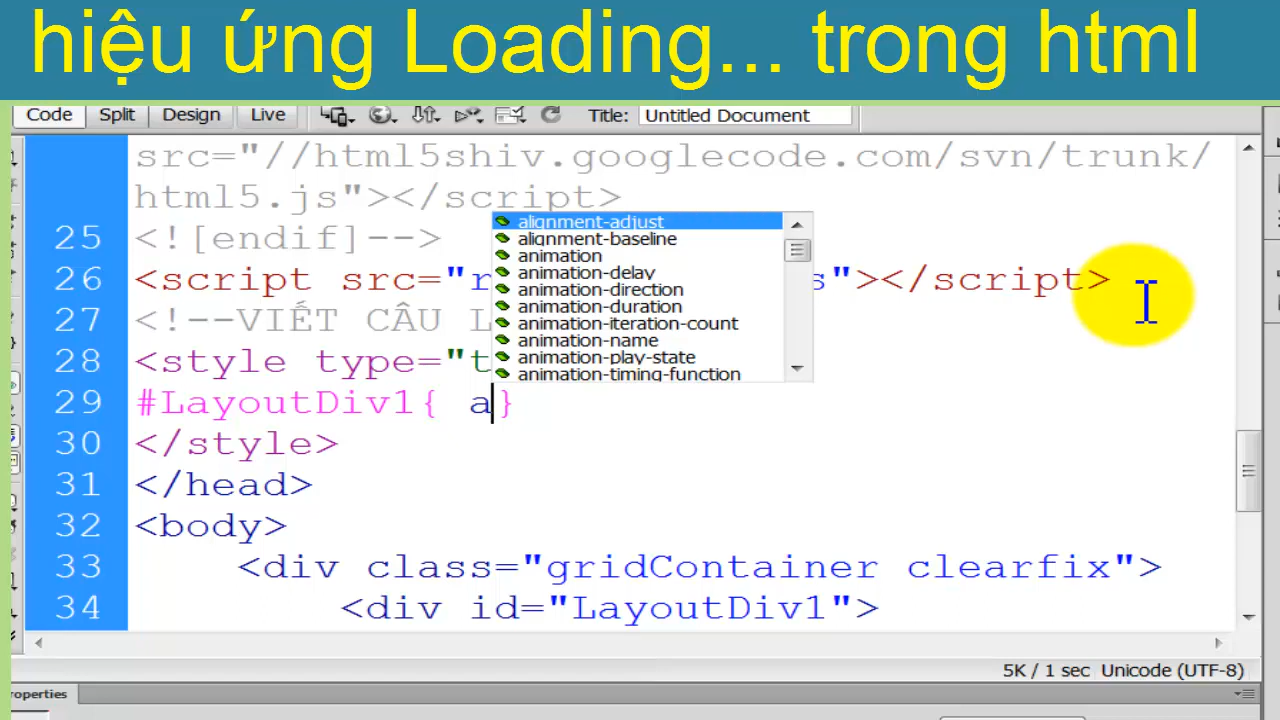 hiệu ứng Loading... trong html
Code Split Design Live Title: Untitled Document
src="//html5shiv.googlecode.com/svn/trunk/
html5.js"></script>
25 <![endif]-->
26 <script src="r s"></script>
27 <!--VIẾT CÂU L
28 <style type="t
29 #LayoutDiv1{ a}
30 </style>
31 </head>
32 <body>
33 <div class="gridContainer clearfix">
34 <div id="LayoutDiv1">
alignment-adjust
alignment-baseline
animation
animation-delay
animation-direction
animation-duration
animation-iteration-count
animation-name
animation-play-state
animation-timing-function
5K / 1 sec Unicode (UTF-8)
roperties